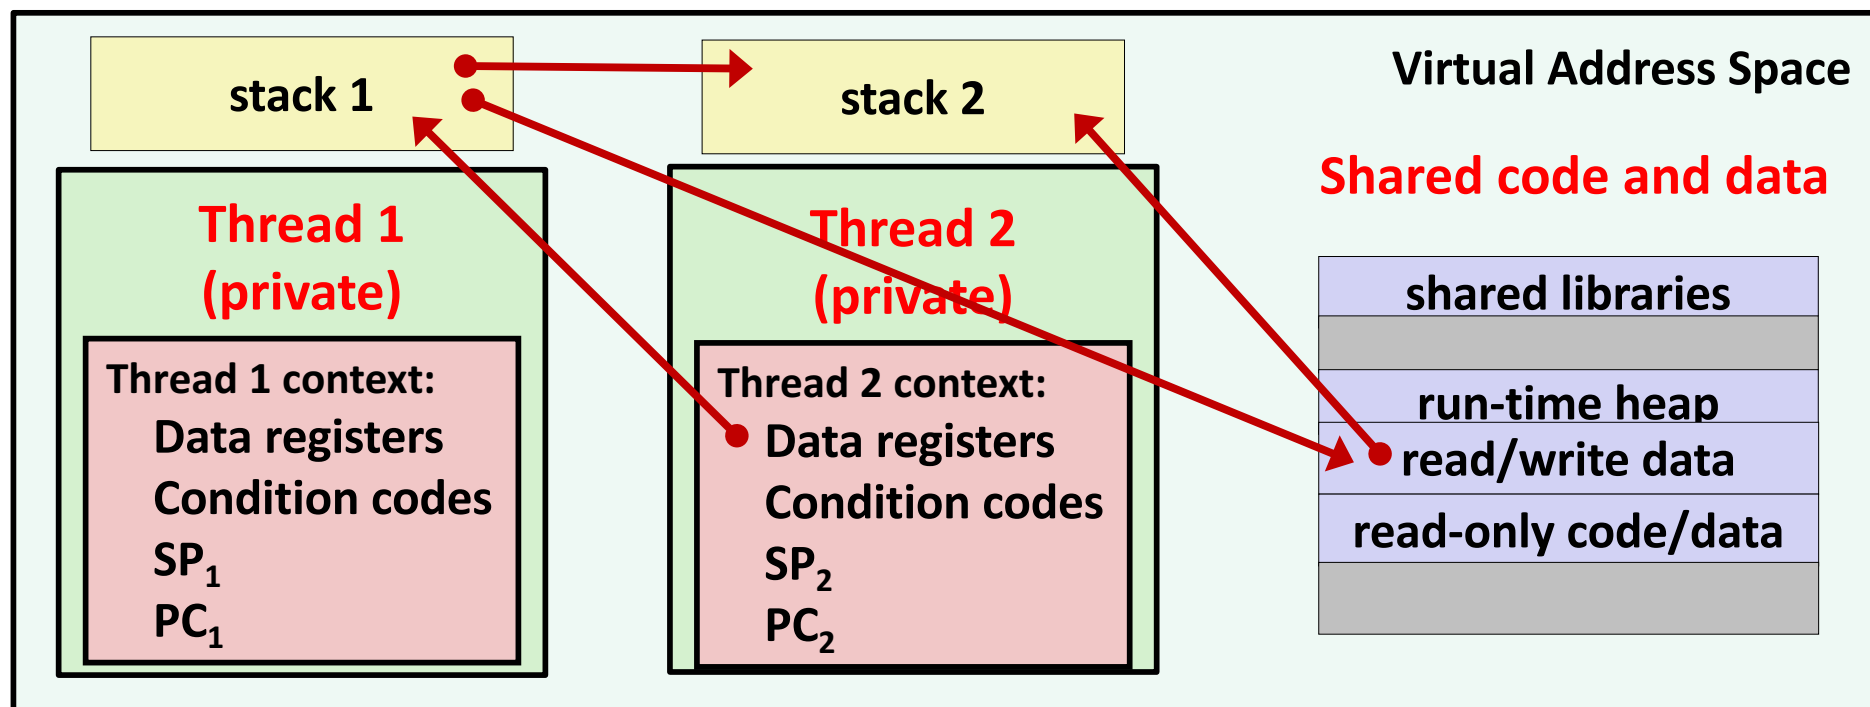 stack 1
stack 2
Virtual Address Space
Shared code and data
Thread 1
(private)
Thread 1 context:
Data registers
Condition codes
SP₁
PC₁
Thread 2
(private)
Thread 2 context:
Data registers
Condition codes
SP₂
PC₂
shared libraries
run-time heap
read/write data
read-only code/data